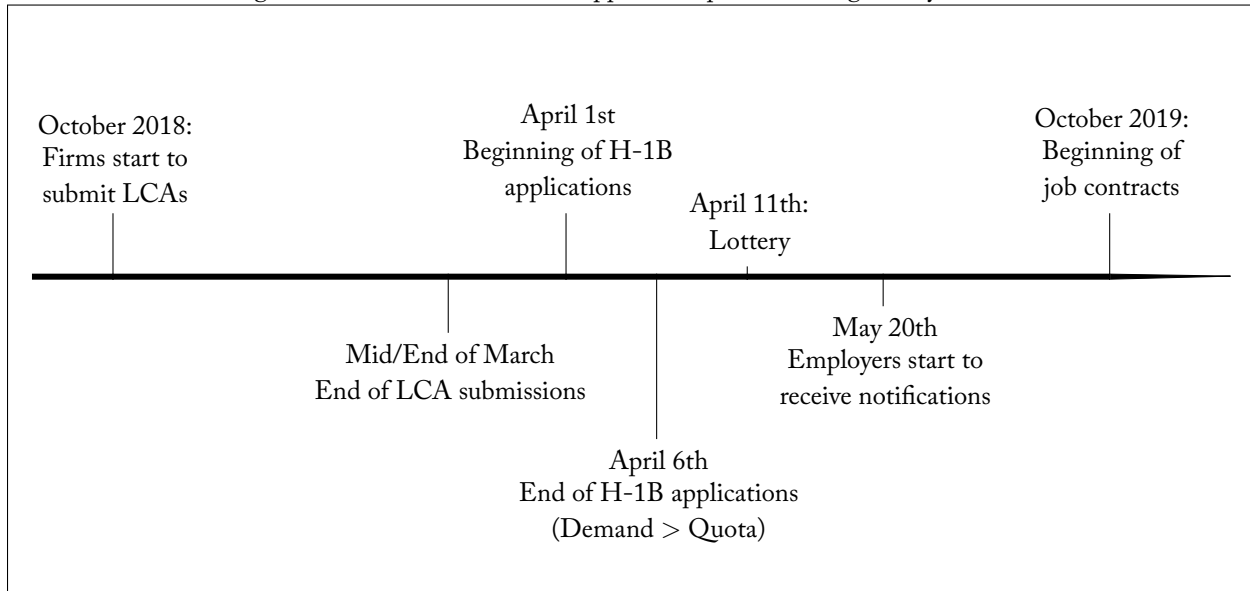 October 2018:
Firms start to
submit LCAs
April 1st
Beginning of H-1B
applications
April 11th:
Lottery
October 2019:
Beginning of
job contracts
Mid/End of March
End of LCA submissions
April 6th
End of H-1B applications
(Demand > Quota)
May 20th
Employers start to
receive notifications